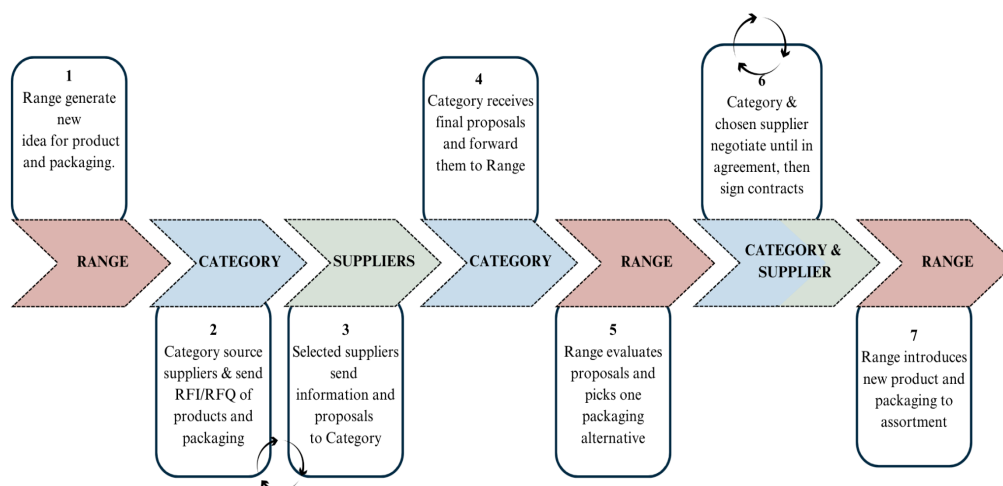 1
Range generate
new
idea for product
and packaging.
4
Category receives
final proposals
and forward
them to Range
6
Category &
chosen supplier
negotiate until in
agreement, then
sign contracts
RANGE
CATEGORY
SUPPLIERS
CATEGORY
RANGE
CATEGORY &
SUPPLIER
RANGE
2
Category source
suppliers & send
RFI/RFQ of
products and
packaging
3
Selected suppliers
send
information and
proposals
to Category
5
Range evaluates
proposals and
picks one
packaging
alternative
7
Range introduces
new product and
packaging to
assortment